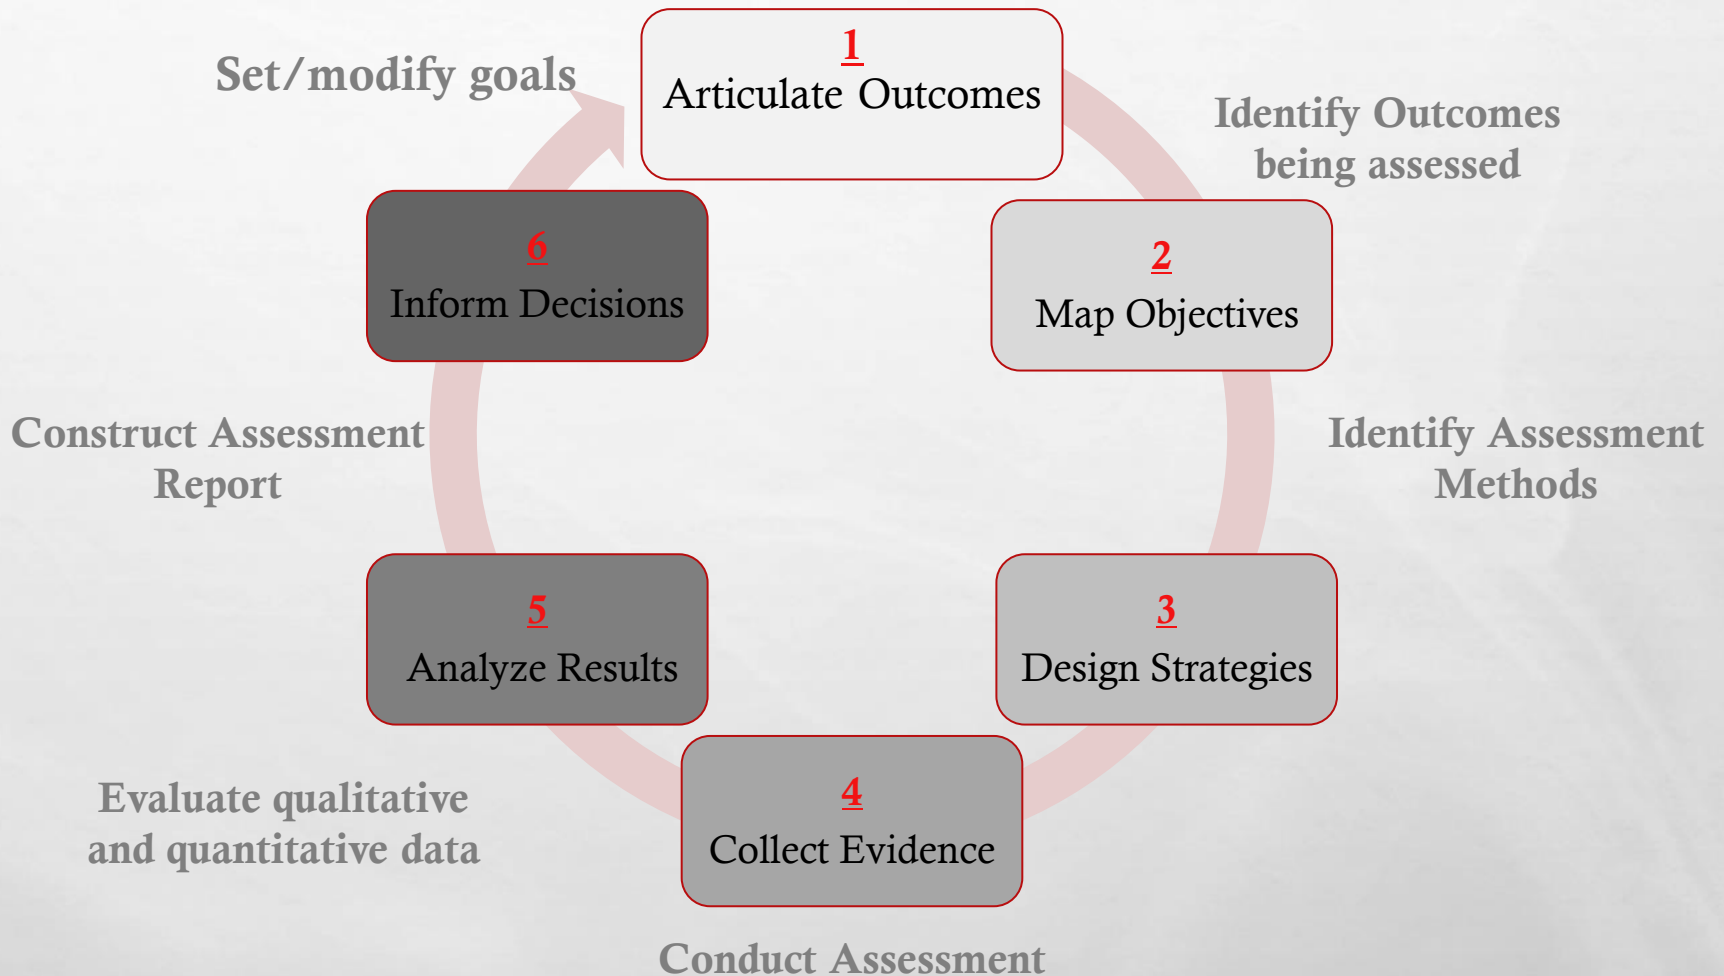 Set/modify goals
1
Articulate Outcomes
Identify Outcomes
being assessed
2
Map Objectives
Identify Assessment
Methods
3
Design Strategies
4
Collect Evidence
Conduct Assessment
Evaluate qualitative
and quantitative data
5
Analyze Results
Construct Assessment
Report
6
Inform Decisions